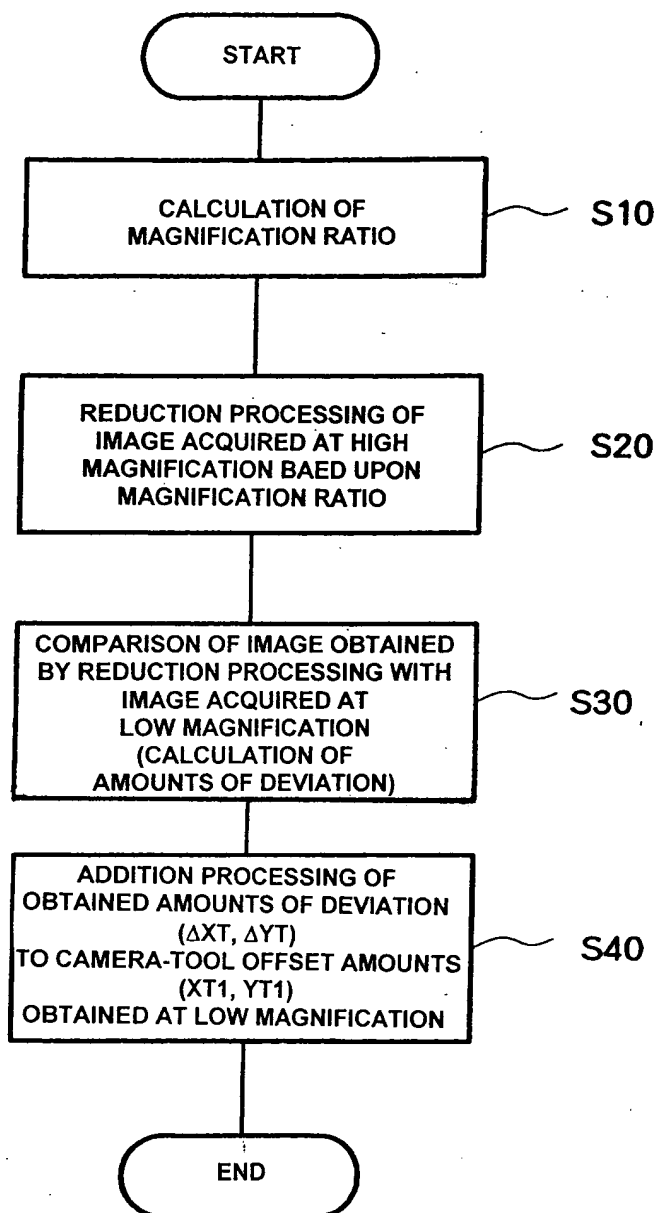 START
CALCULATION OF
MAGNIFICATION RATIO
S10
REDUCTION PROCESSING OF
IMAGE ACQUIRED AT HIGH
MAGNIFICATION BAED UPON
MAGNIFICATION RATIO
S20
COMPARISON OF IMAGE OBTAINED
BY REDUCTION PROCESSING WITH
IMAGE ACQUIRED AT
LOW MAGNIFICATION
(CALCULATION OF
AMOUNTS OF DEVIATION)
S30
ADDITION PROCESSING OF
OBTAINED AMOUNTS OF DEVIATION
(ΔXT, ΔYT)
TO CAMERA-TOOL OFFSET AMOUNTS
(XT1, YT1)
OBTAINED AT LOW MAGNIFICATION
S40
END